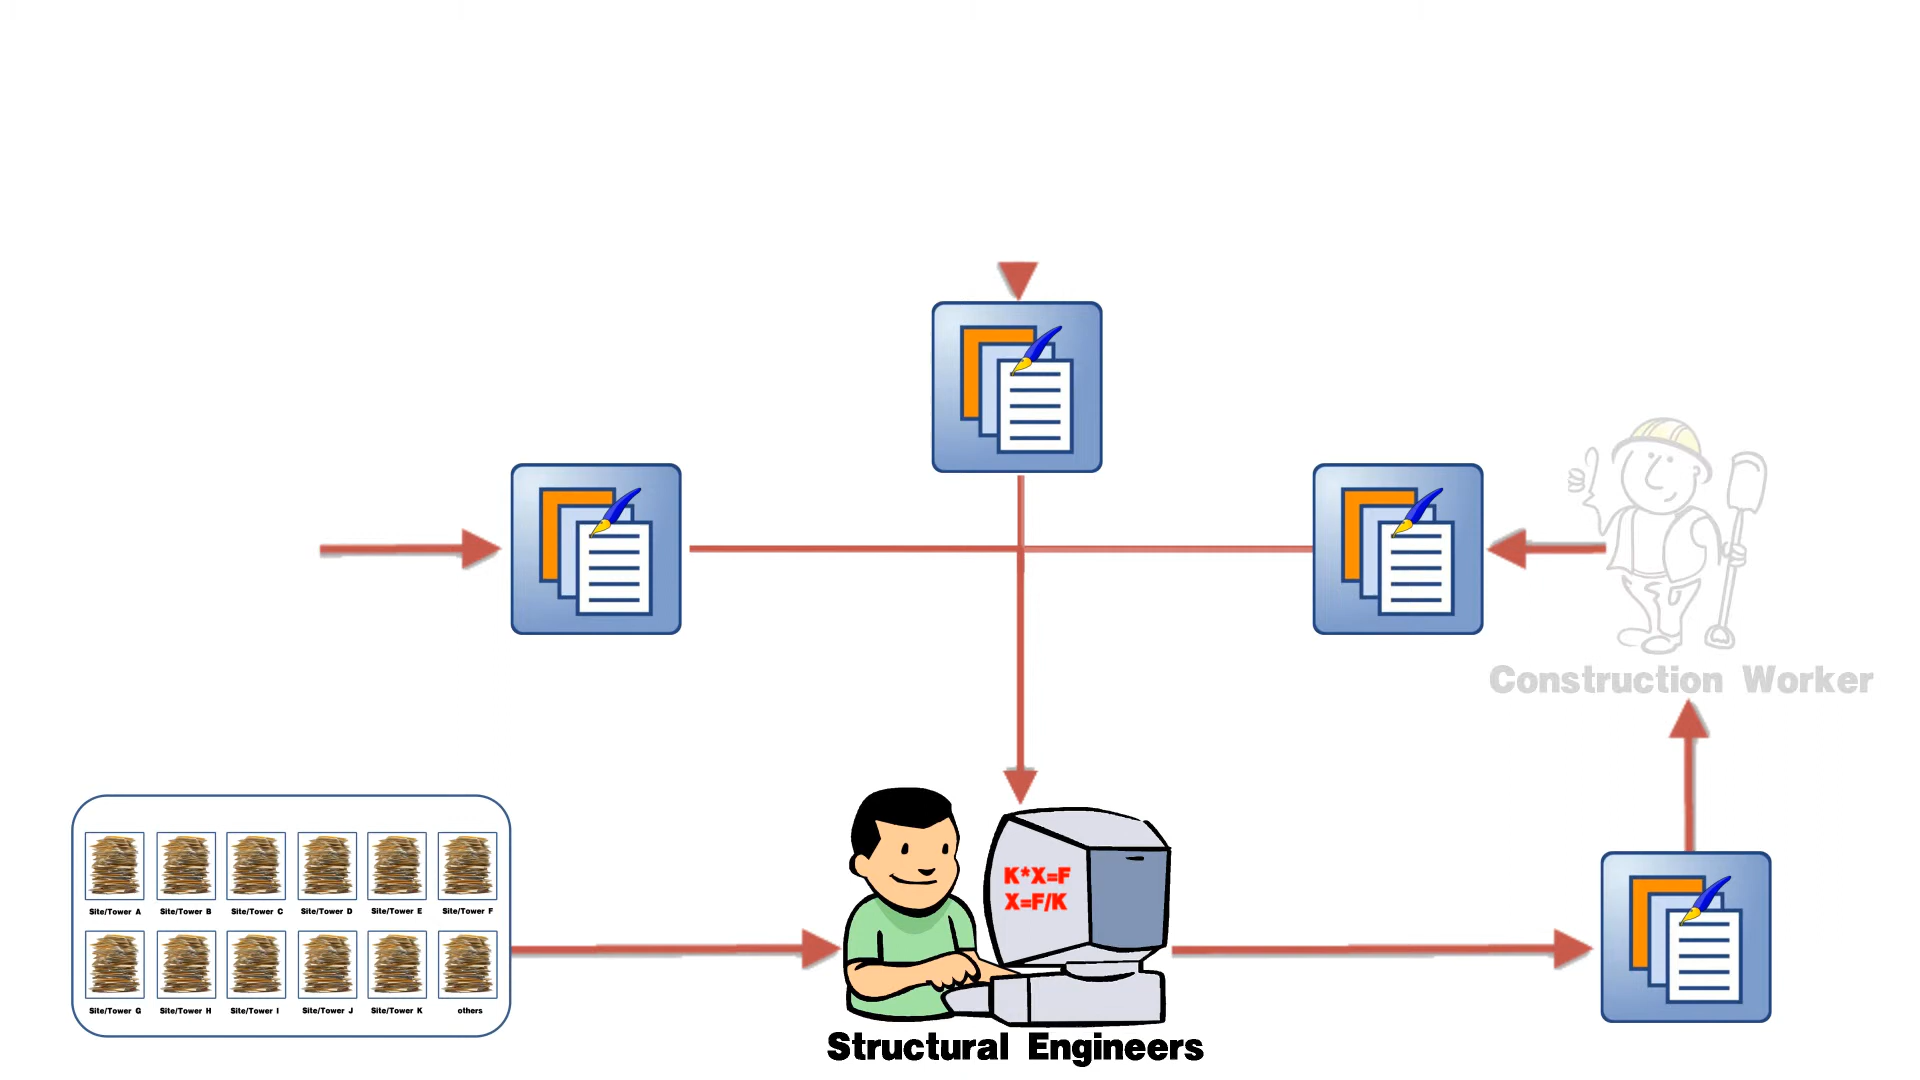 Construction Worker
K*X=F
X=F/K
Site/Tower A Site/Tower B Site/Tower C Site/Tower D Site/Tower E Site/Tower F
Site/Tower G Site/Tower H Site/Tower I Site/Tower J Site/Tower K others
Structural Engineers